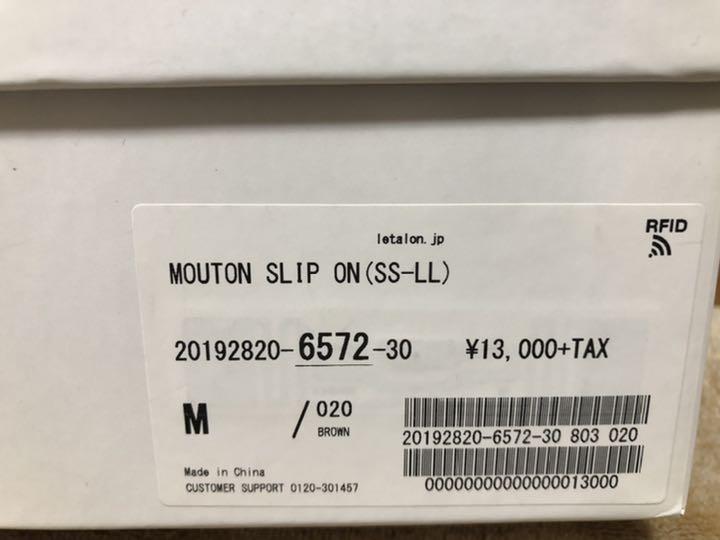 letalon.jp
RFID
MOUTON SLIP ON(SS-LL)
20192820-6572-30 ¥13,000+TAX
M / 020
BROWN
20192820-6572-30 803 020
Made in China
CUSTOMER SUPPORT 0120-301457
00000000000000013000